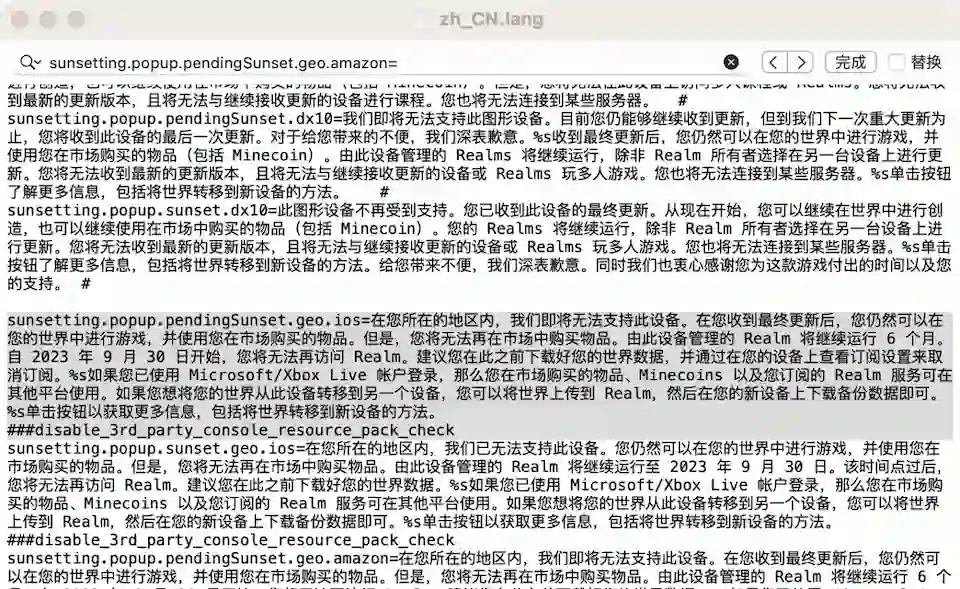 zh_CN.lang
sunsetting.popup.pendingSunset.geo.amazon=
完成
替换
到最新的更新版本，且将无法与继续接收更新的设备进行课程。您也将无法连接到某些服务器。 #
sunsetting.popup.pendingSunset.dx10=我们即将无法支持此图形设备。目前您仍能够继续收到更新，但到我们下一次重大更新为
止，您将收到此设备的最后一次更新。对于给您带来的不便，我们深表歉意。%s收到最终更新后，您仍然可以在您的世界中进行游戏，并
使用您在市场购买的物品（包括 Minecoin）。由此设备管理的 Realms 将继续运行，除非 Realm 所有者选择在另一台设备上进行更
新。您将无法收到最新的更新版本，且将无法与继续接收更新的设备或 Realms 玩多人游戏。您也将无法连接到某些服务器。%s单击按钮
了解更多信息，包括将世界转移到新设备的方法。 #
sunsetting.popup.sunset.dx10=此图形设备不再受到支持。您已收到此设备的最终更新。从现在开始，您可以继续在世界中进行创
造，也可以继续使用在市场中购买的物品（包括 Minecoin）。您的 Realms 将继续运行，除非 Realm 所有者选择在另一台设备上进
行更新。您将无法收到最新的更新版本，且将无法与继续接收更新的设备或 Realms 玩多人游戏。您也将无法连接到某些服务器。%s单击
按钮了解更多信息，包括将世界转移到新设备的方法。给您带来不便，我们深表歉意。同时我们也衷心感谢您为这款游戏付出的时间以及您
的支持。 #
sunsetting.popup.pendingSunset.geo.ios=在您所在的地区内，我们即将无法支持此设备。在您收到最终更新后，您仍然可以在
您的世界中进行游戏，并使用您在市场购买的物品。但是，您将无法再在市场中购买物品。由此设备管理的 Realm 将继续运行 6 个月。
自 2023 年 9 月 30 日开始，您将无法再访问 Realm。建议您在此之前下载好您的世界数据，并通过在您的设备上查看订阅设置来取
消订阅。%s如果您已使用 Microsoft/Xbox Live 帐户登录，那么您在市场购买的物品、Minecoins 以及您订阅的 Realm 服务可在
其他平台使用。如果您想将您的世界从此设备转移到另一个设备，您可以将世界上传到 Realm，然后在您的新设备上下载备份数据即可。
%s单击按钮以获取更多信息，包括将世界转移到新设备的方法。
###disable_3rd_party_console_resource_pack_check
sunsetting.popup.sunset.geo.ios=在您所在的地区内，我们已无法支持此设备。您仍然可以在您的世界中进行游戏，并使用您在
市场购买的物品。但是，您将无法再在市场中购买物品。由此设备管理的 Realm 将继续运行至 2023 年 9 月 30 日。该时间点过后，
您将无法再访问 Realm。建议您在此之前下载好您的世界数据。%s如果您已使用 Microsoft/Xbox Live 帐户登录，那么您在市场购
买的物品、Minecoins 以及您订阅的 Realm 服务可在其他平台使用。如果您想将您的世界从此设备转移到另一个设备，您可以将世界
上传到 Realm，然后在您的新设备上下载备份数据即可。%s单击按钮以获取更多信息，包括将世界转移到新设备的方法。
###disable_3rd_party_console_resource_pack_check
sunsetting.popup.pendingSunset.geo.amazon=在您所在的地区内，我们即将无法支持此设备。在您收到最终更新后，您仍然可
以在您的世界中进行游戏，并使用您在市场购买的物品。但是，您将无法再在市场中购买物品。由此设备管理的 Realm 将继续运行 6 个